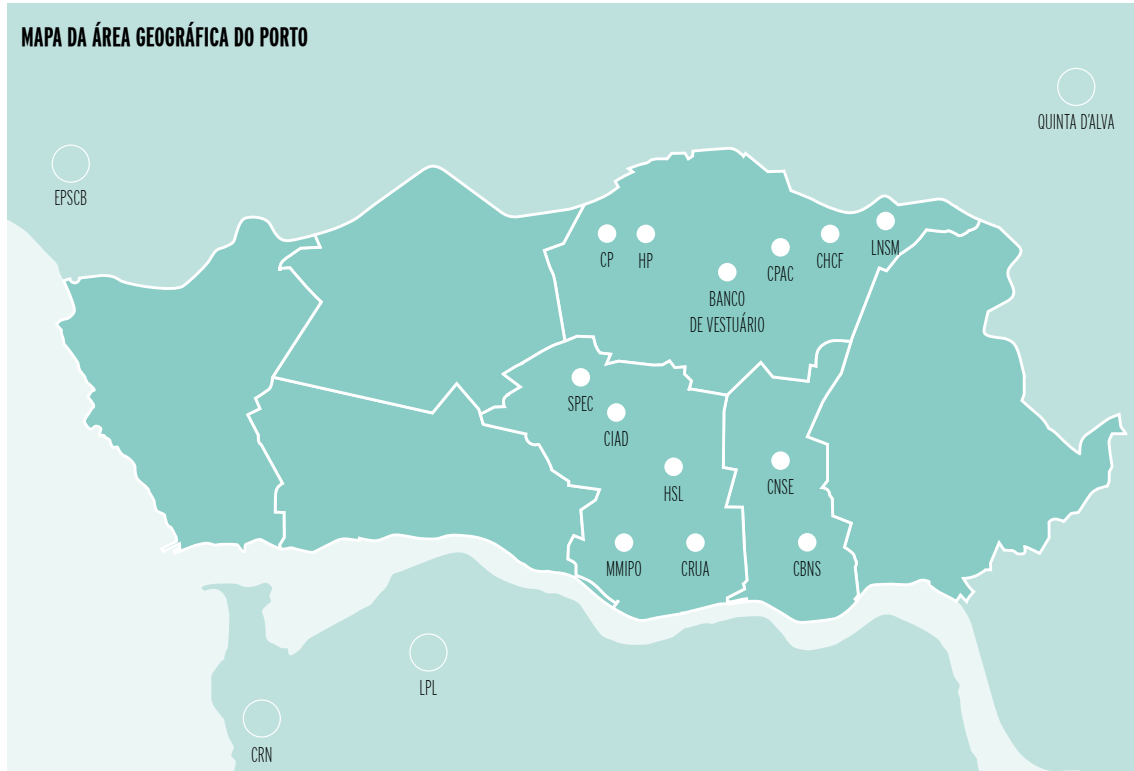 MAPA DA ÁREA GEOGRÁFICA DO PORTO
QUINTA D'ALVA
EPSCB
CP
HP
CPAC
CHCF
LNSM
BANCO
DE VESTUÁRIO
SPEC
CIAD
HSL
CNSE
MMIPO
CRUA
CBNS
LPL
CRN